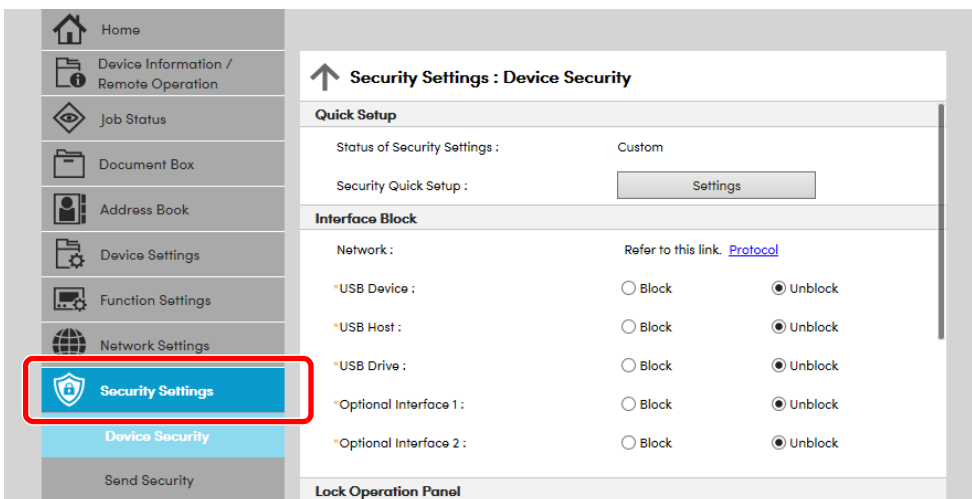 Home
Device Information /
Remote Operation
Job Status
Document Box
Address Book
Device Settings
Function Settings
Network Settings
Security Settings
Device Security
Send Security
Security Settings : Device Security
Quick Setup
Status of Security Settings : Custom
Security Quick Setup : Settings
Interface Block
Network : Refer to this link. Protocol
*USB Device : Block Unblock
*USB Host : Block Unblock
*USB Drive : Block Unblock
*Optional Interface 1 : Block Unblock
*Optional Interface 2 : Block Unblock
Lock Operation Panel